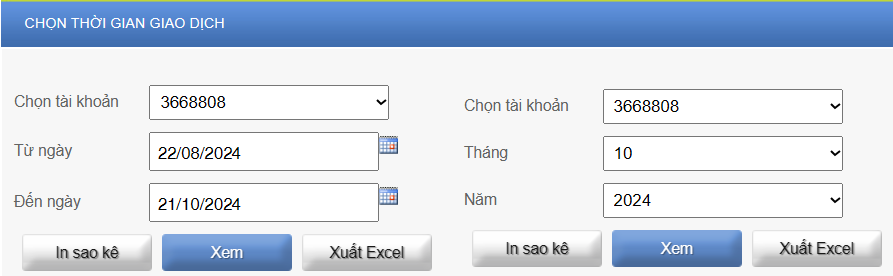 CHỌN THỜI GIAN GIAO DỊCH
Chọn tài khoản 3668808
Từ ngày 22/08/2024
Đến ngày 21/10/2024
In sao kê Xem Xuất Excel
Chọn tài khoản 3668808
Tháng 10
Năm 2024
In sao kê Xem Xuất Excel